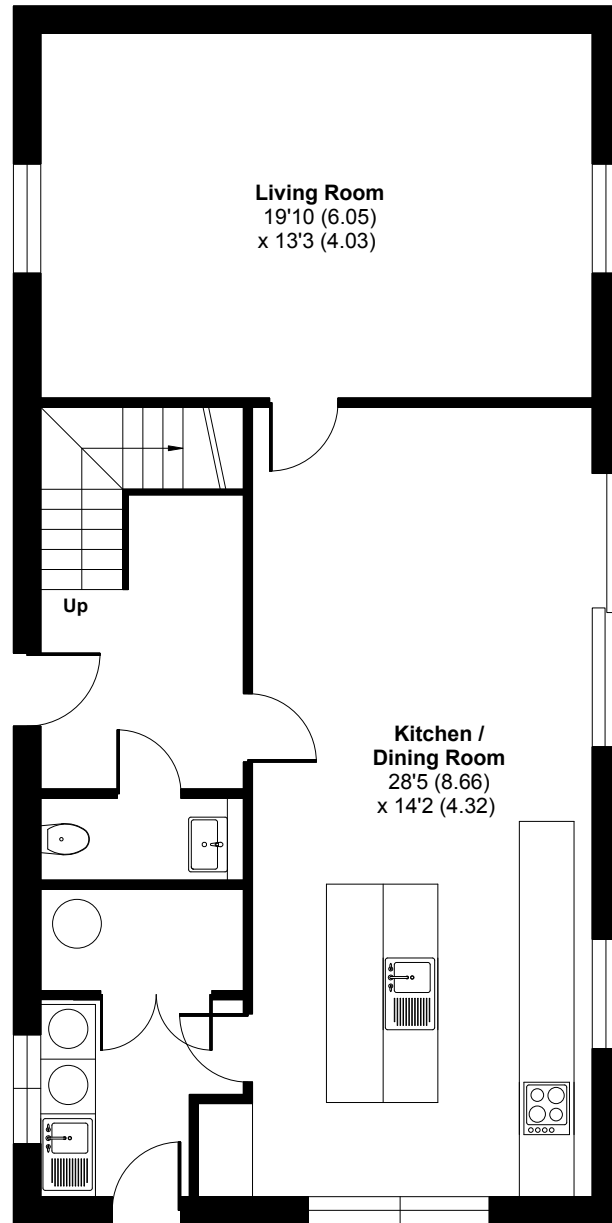 Living Room
19'10 (6.05)
x 13'3 (4.03)
Up
Kitchen /
Dining Room
28'5 (8.66)
x 14'2 (4.32)